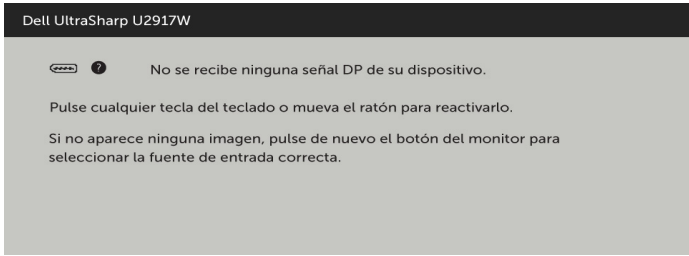 Dell UltraSharp U2917W
? No se recibe ninguna señal DP de su dispositivo.
Pulse cualquier tecla del teclado o mueva el ratón para reactivarlo.
Si no aparece ninguna imagen, pulse de nuevo el botón del monitor para
seleccionar la fuente de entrada correcta.